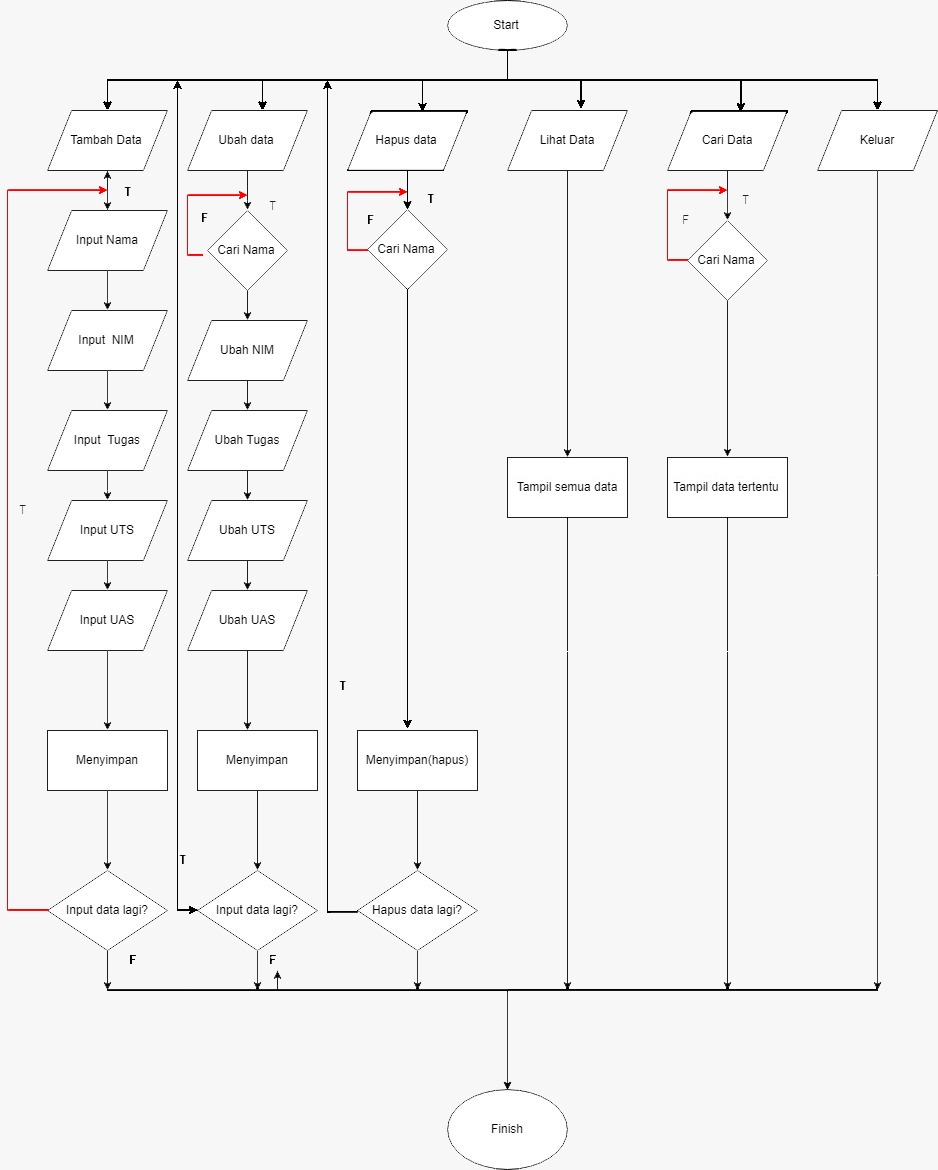 Start
Tambah Data
Ubah data
Hapus data
Lihat Data
Cari Data
Keluar
T
T
T
T
F
F
F
Input Nama
Cari Nama
Cari Nama
Cari Nama
Input  NIM
Ubah NIM
Input  Tugas
Ubah Tugas
Tampil semua data
Tampil data tertentu
T
Input UTS
Ubah UTS
Input UAS
Ubah UAS
T
Menyimpan
Menyimpan
Menyimpan(hapus)
T
Input data lagi?
Input data lagi?
Hapus data lagi?
F
F
Finish